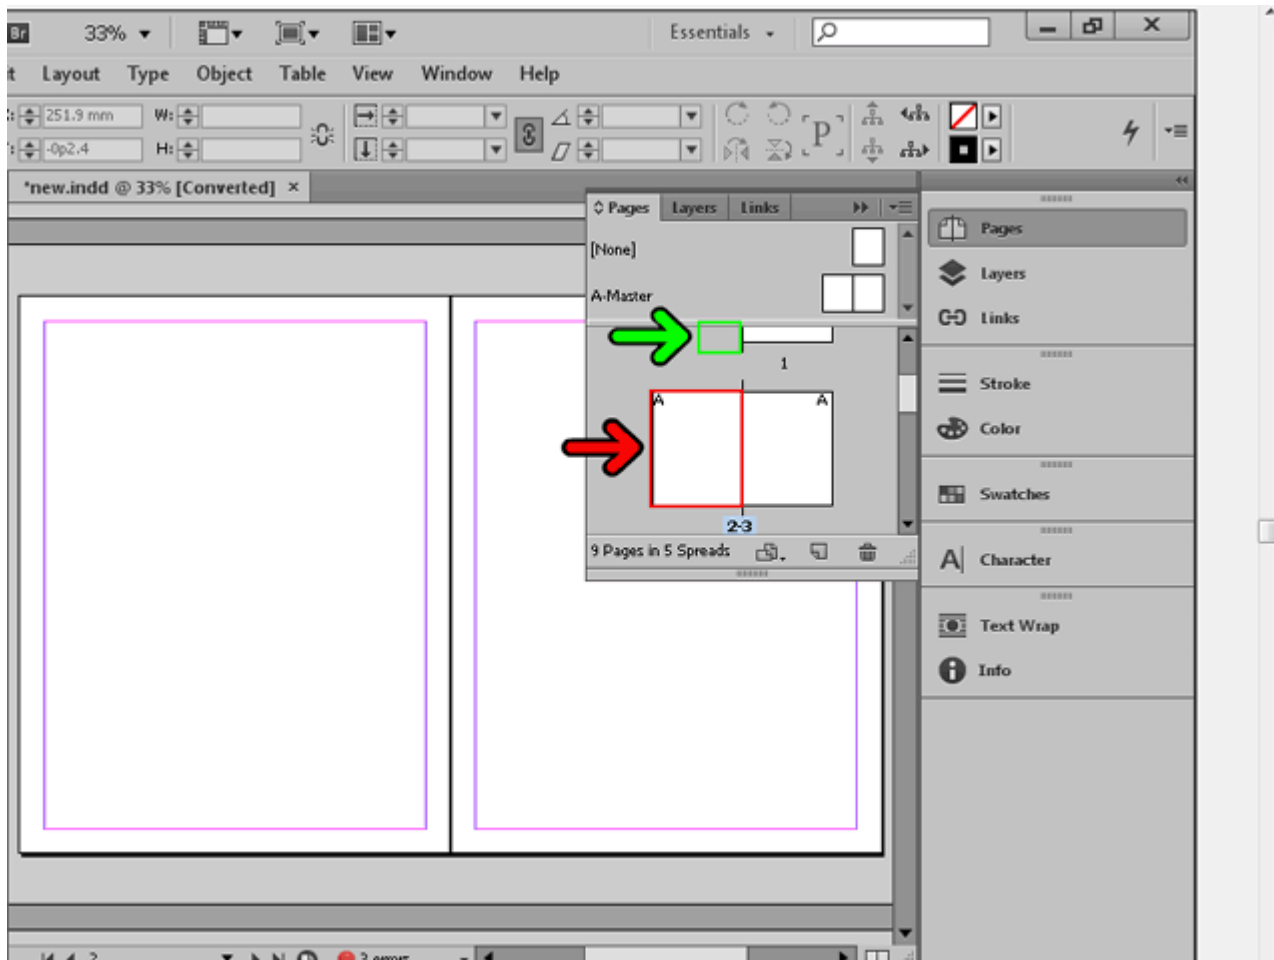 Br 33% Essentials
t Layout Type Object Table View Window Help
251.9 mm W:
-0p2.4 H:
P
*new.indd @ 33% [Converted] ×
Pages Layers Links
[None]
A-Master
1
A A
2-3
9 Pages in 5 Spreads
Pages
Layers
Links
Stroke
Color
Swatches
A Character
Text Wrap
Info